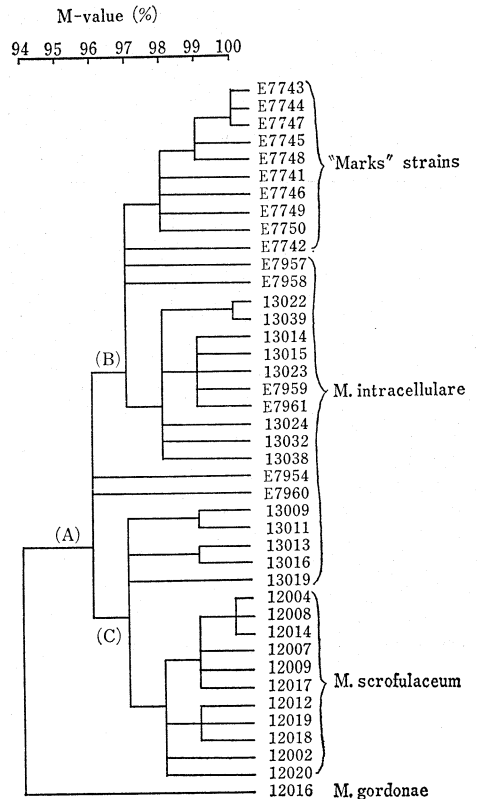 M-value (%)
94 95 96 97 98 99 100
E7743
E7744
E7747
E7745
E7748
E7741
"Marks" strains
E7746
E7749
E7750
E7742
E7957
E7958
13022
13039
13014
13015
(B)
13023
E7959
M. intracellulare
E7961
13024
13032
13038
E7954
E7960
13009
13011
(A)
13013
13016
13019
12004
12008
12014
(C)
12007
12009
12017
M. scrofulaceum
12012
12019
12018
12002
12020
12016 M. gordonae